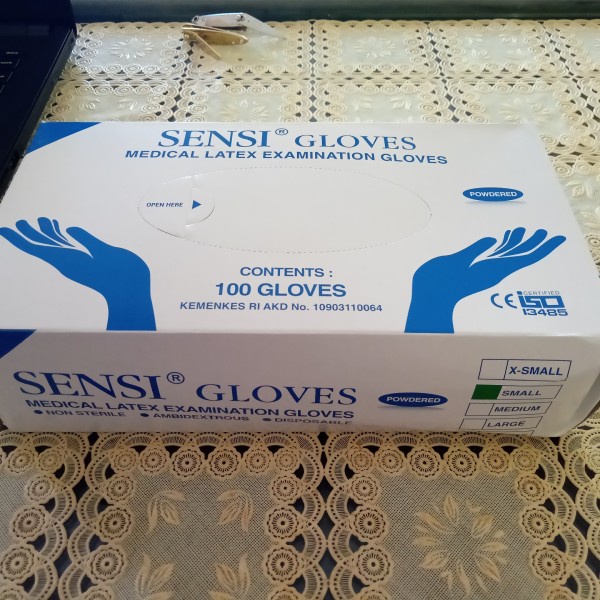 SENSI® GLOVES
MEDICAL LATEX EXAMINATION GLOVES
POWDERED
OPEN HERE
CONTENTS :
100 GLOVES
KEMENKES RI AKD No. 10903110064
CE CERTIFIED
ISO
13485
SENSI® GLOVES
MEDICAL LATEX EXAMINATION GLOVES
● NON STERILE ● AMBIDEXTROUS ● DISPOSABLE
POWDERED
X-SMALL
SMALL
MEDIUM
LARGE